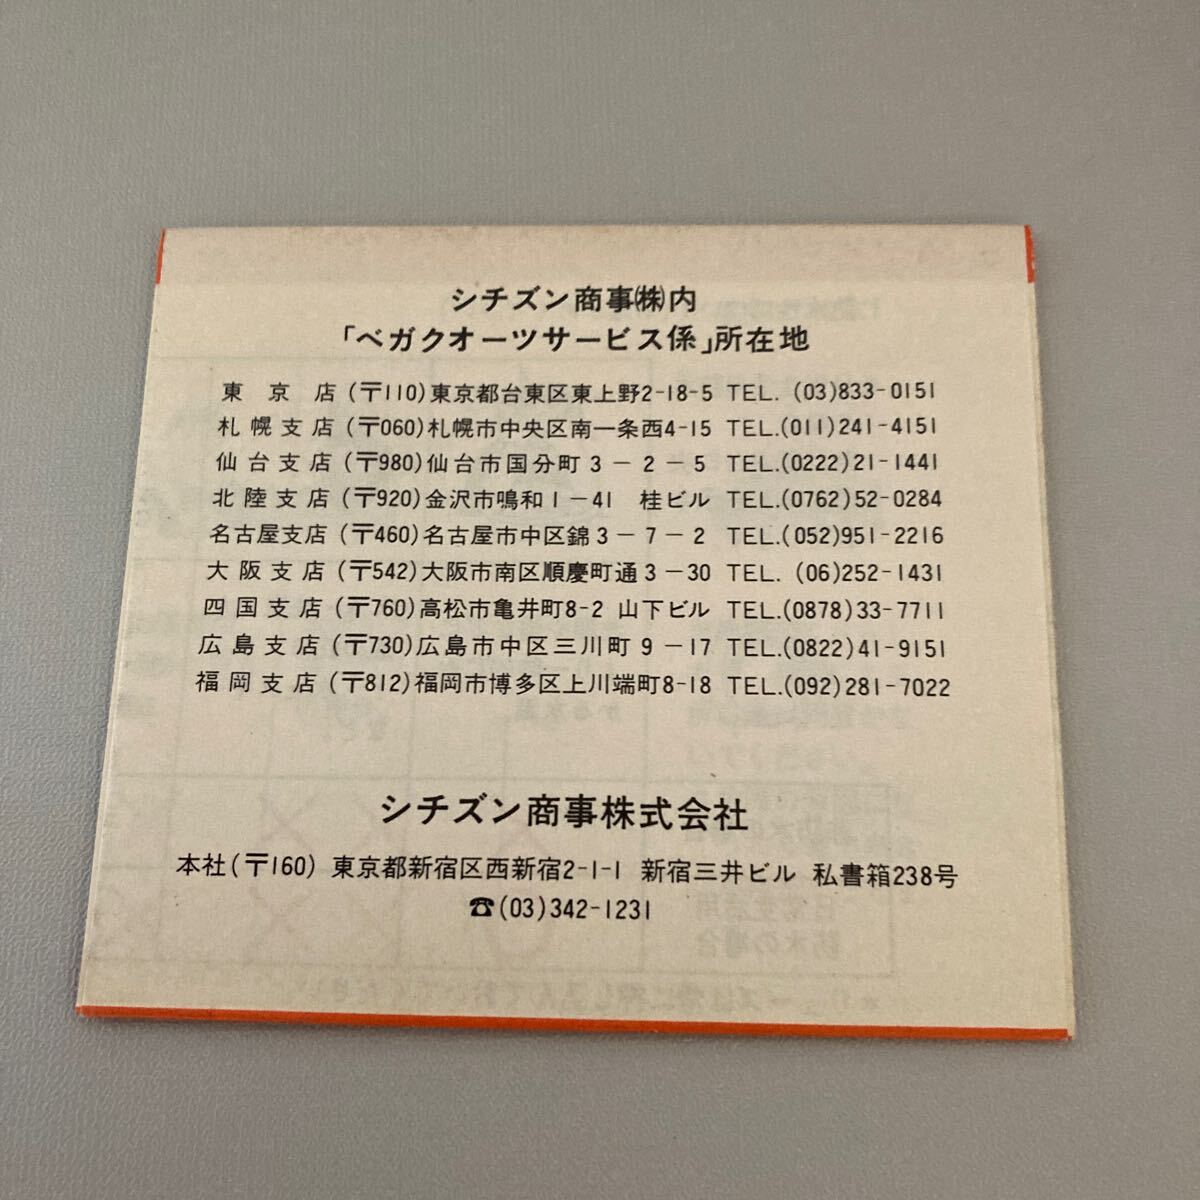 シチズン商事㈱内
「ベガクオーツサービス係」所在地
東京店(〒110)東京都台東区東上野2-18-5 TEL. (03)833-0151
札幌支店(〒060)札幌市中央区南一条西4-15 TEL.(011)241-4151
仙台支店(〒980)仙台市国分町3-2-5 TEL.(0222)21-1441
北陸支店(〒920)金沢市鳴和1-41 桂ビル TEL.(0762)52-0284
名古屋支店(〒460)名古屋市中区錦3-7-2 TEL.(052)951-2216
大阪支店(〒542)大阪市南区順慶町通3-30 TEL. (06)252-1431
四国支店(〒760)高松市亀井町8-2 山下ビル TEL.(0878)33-7711
広島支店(〒730)広島市中区三川町9-17 TEL.(0822)41-9151
福岡支店(〒812)福岡市博多区上川端町8-18 TEL.(092)281-7022
シチズン商事株式会社
本社(〒160) 東京都新宿区西新宿2-1-1 新宿三井ビル 私書箱238号
☎(03)342-1231